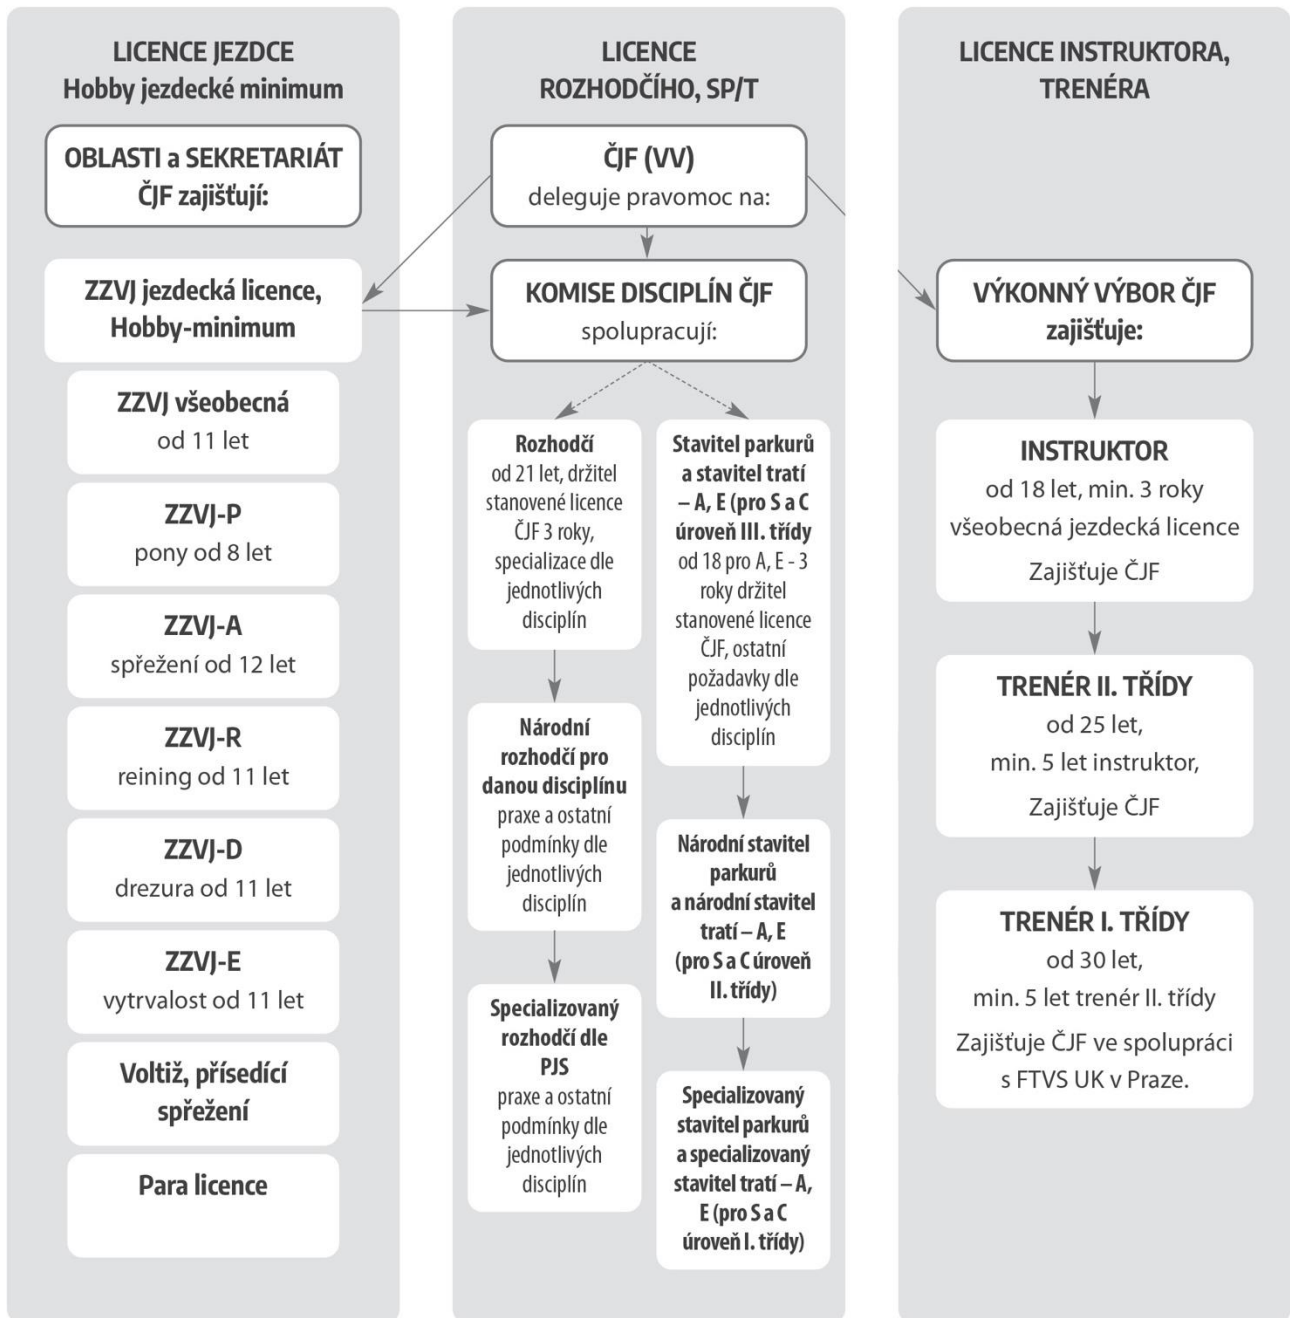 LICENCE JEZDCE
Hobby jezdecké minimum
OBLASTI a SEKRETARIÁT
ČJF zajišťují:
ZZVJ jezdecká licence,
Hobby-minimum
ZZVJ všeobecná
od 11 let
ZZVJ-P
pony od 8 let
ZZVJ-A
spřežení od 12 let
ZZVJ-R
reining od 11 let
ZZVJ-D
drezura od 11 let
ZZVJ-E
vytrvalost od 11 let
Voltiž, přísedící
spřežení
Para licence
LICENCE
ROZHODČÍHO, SP/T
ČJF (VV)
deleguje pravomoc na:
KOMISE DISCIPLÍN ČJF
spolupracují:
Rozhodčí
od 21 let, držitel
stanovené licence
ČJF 3 roky,
specializace dle
jednotlivých
disciplín
Národní
rozhodčí pro
danou disciplínu
praxe a ostatní
podmínky dle
jednotlivých
disciplín
Specializovaný
rozhodčí dle
PJS
praxe a ostatní
podmínky dle
jednotlivých
disciplín
Stavitel parkurů
a stavitel tratí
– A, E (pro S a C
úroveň III. třídy
od 18 pro A, E - 3
roky držitel
stanovené licence
ČJF, ostatní
požadavky dle
jednotlivých
disciplín
Národní stavitel
parkurů
a národní stavitel
tratí – A, E
(pro S a C úroveň
II. třídy)
Specializovaný
stavitel parkurů
a specializovaný
stavitel tratí – A,
E (pro S a C
úroveň I. třídy)
LICENCE INSTRUKTORA,
TRENÉRA
VÝKONNÝ VÝBOR ČJF
zajišťuje:
INSTRUKTOR
od 18 let, min. 3 roky
všeobecná jezdecká licence
Zajišťuje ČJF
TRENÉR II. TŘÍDY
od 25 let,
min. 5 let instruktor,
Zajišťuje ČJF
TRENÉR I. TŘÍDY
od 30 let,
min. 5 let trenér II. třídy
Zajišťuje ČJF ve spolupráci
s FTVS UK v Praze.